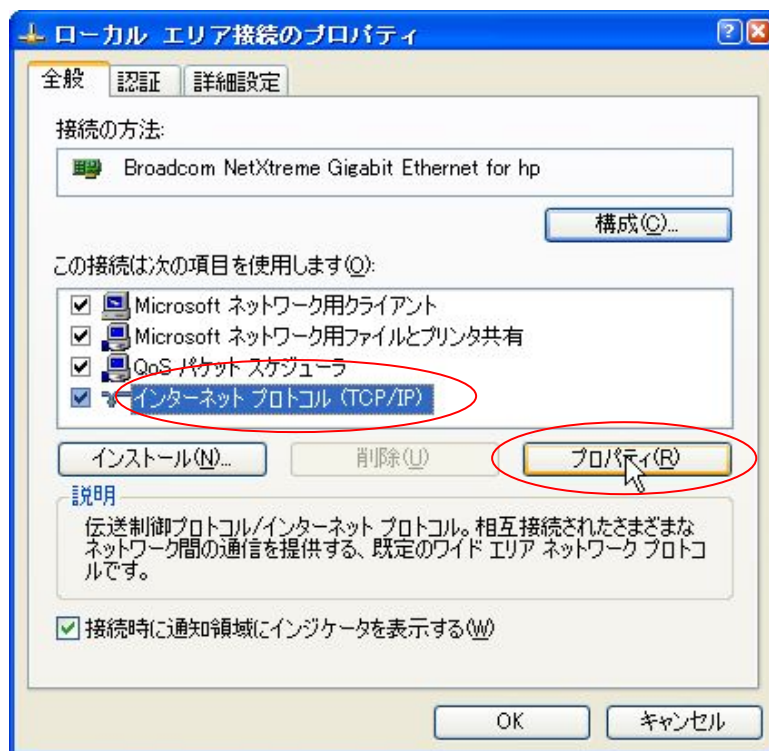 ローカル エリア接続のプロパティ
全般 認証 詳細設定
接続の方法:
Broadcom NetXtreme Gigabit Ethernet for hp
構成(C)...
この接続は次の項目を使用します(O):
Microsoft ネットワーク用クライアント
Microsoft ネットワーク用ファイルとプリンタ共有
QoS パケット スケジューラ
インターネット プロトコル (TCP/IP)
インストール(N)... 削除(U) プロパティ(R)
説明
伝送制御プロトコル/インターネット プロトコル。相互接続されたさまざまな
ネットワーク間の通信を提供する、既定のワイド エリア ネットワーク プロトコ
ルです。
接続時に通知領域にインジケータを表示する(W)
OK キャンセル